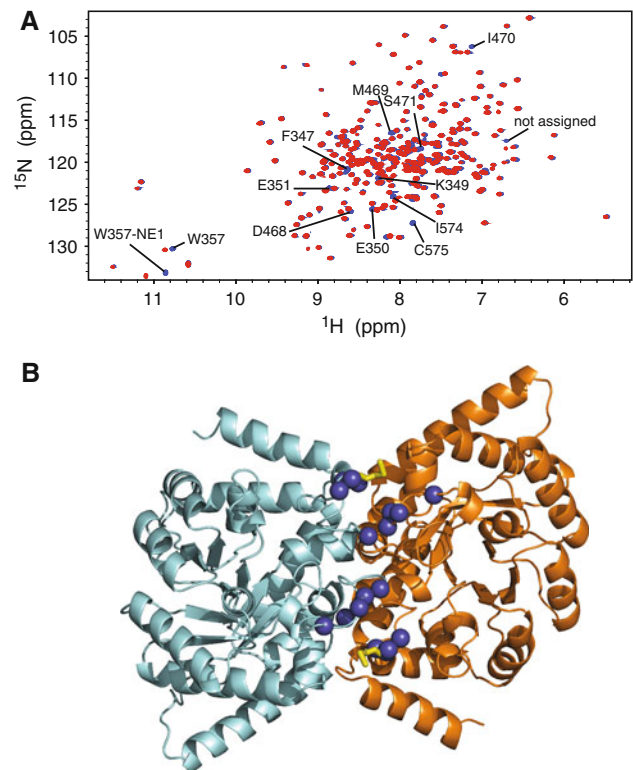 A
105
110
115
120
125
130
¹⁵N (ppm)
I470
M469
S471
not assigned
F347
E351
K349
W357-NE1
W357
D468
I574
E350
C575
11
10
9
8
7
6
¹H (ppm)
B